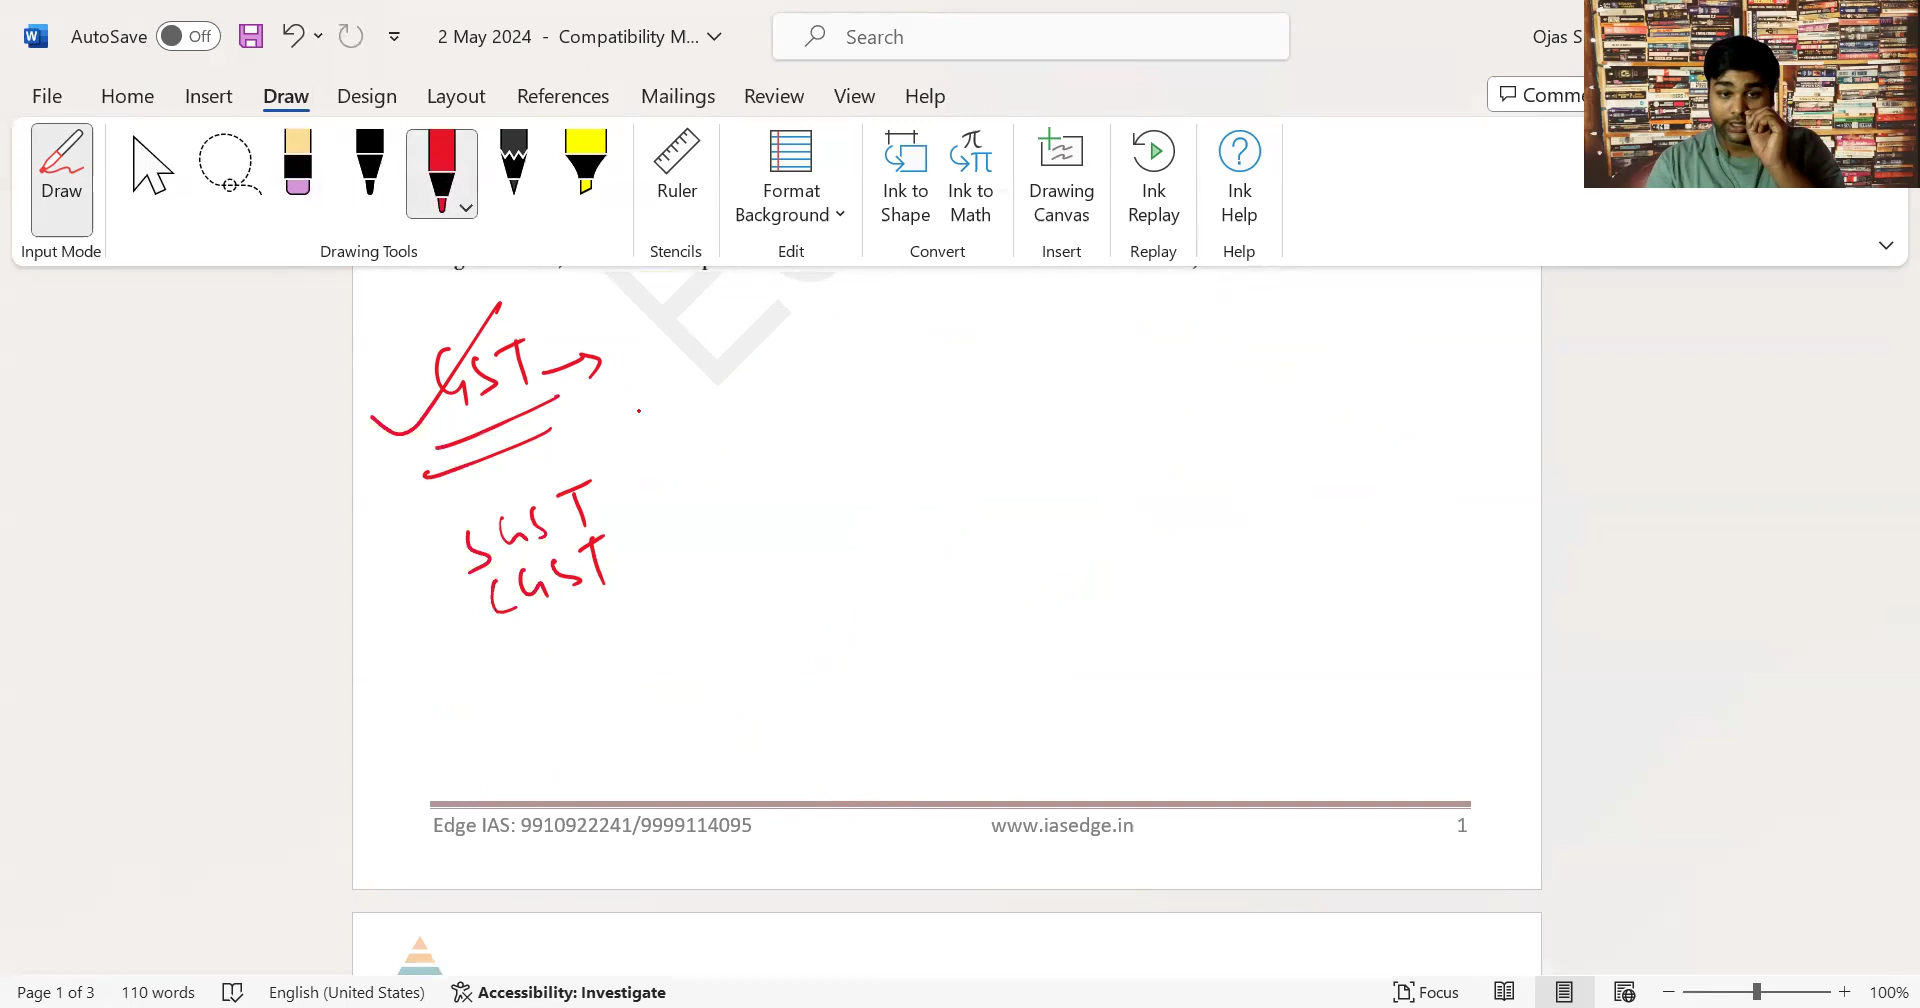 AutoSave Off 2 May 2024 - Compatibility M... Search Ojas S
File Home Insert Draw Design Layout References Mailings Review View Help Comme
Draw
Ruler
Format Background
Ink to Shape
Ink to Math
Drawing Canvas
Ink Replay
Ink Help
Input Mode Drawing Tools Stencils Edit Convert Insert Replay Help
GST →
SGST
CGST
Edge IAS: 9910922241/9999114095 www.iasedge.in 1
Page 1 of 3 110 words English (United States) Accessibility: Investigate Focus 100%